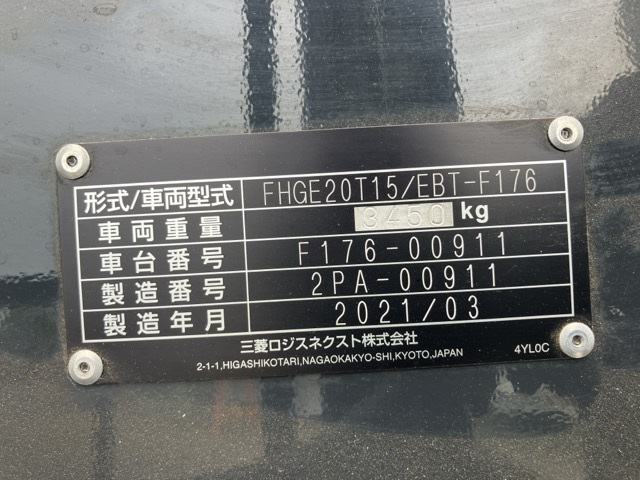 形式/車両型式 FHGE20T15/EBT-F176
車両重量 3450 kg
車台番号 F176-00911
製造番号 2PA-00911
製造年月 2021/03
三菱ロジスネクスト株式会社
2-1-1,HIGASHIKOTARI,NAGAOKAKYO-SHI,KYOTO,JAPAN 4YL0C